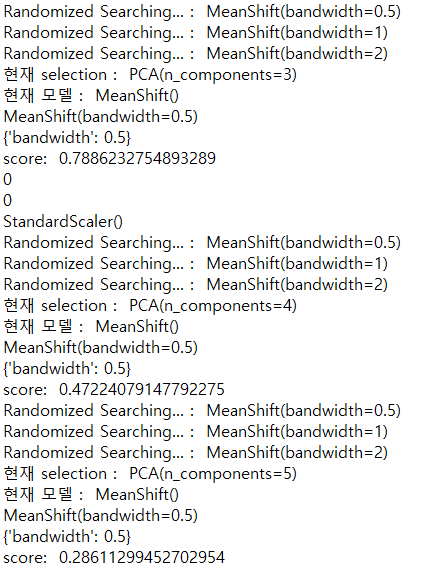 Randomized Searching... :  MeanShift(bandwidth=0.5)
Randomized Searching... :  MeanShift(bandwidth=1)
Randomized Searching... :  MeanShift(bandwidth=2)
현재 selection :  PCA(n_components=3)
현재 모델 :  MeanShift()
MeanShift(bandwidth=0.5)
{'bandwidth': 0.5}
score:  0.7886232754893289
0
0
StandardScaler()
Randomized Searching... :  MeanShift(bandwidth=0.5)
Randomized Searching... :  MeanShift(bandwidth=1)
Randomized Searching... :  MeanShift(bandwidth=2)
현재 selection :  PCA(n_components=4)
현재 모델 :  MeanShift()
MeanShift(bandwidth=0.5)
{'bandwidth': 0.5}
score:  0.47224079147792275
Randomized Searching... :  MeanShift(bandwidth=0.5)
Randomized Searching... :  MeanShift(bandwidth=1)
Randomized Searching... :  MeanShift(bandwidth=2)
현재 selection :  PCA(n_components=5)
현재 모델 :  MeanShift()
MeanShift(bandwidth=0.5)
{'bandwidth': 0.5}
score:  0.28611299452702954